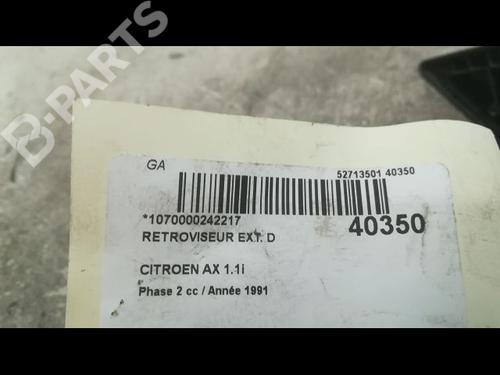 B-PARTS
GA
52713501 40350
*1070000242217
40350
RETROVISEUR EXT. D
CITROEN AX 1.1i
Phase 2 cc / Année 1991